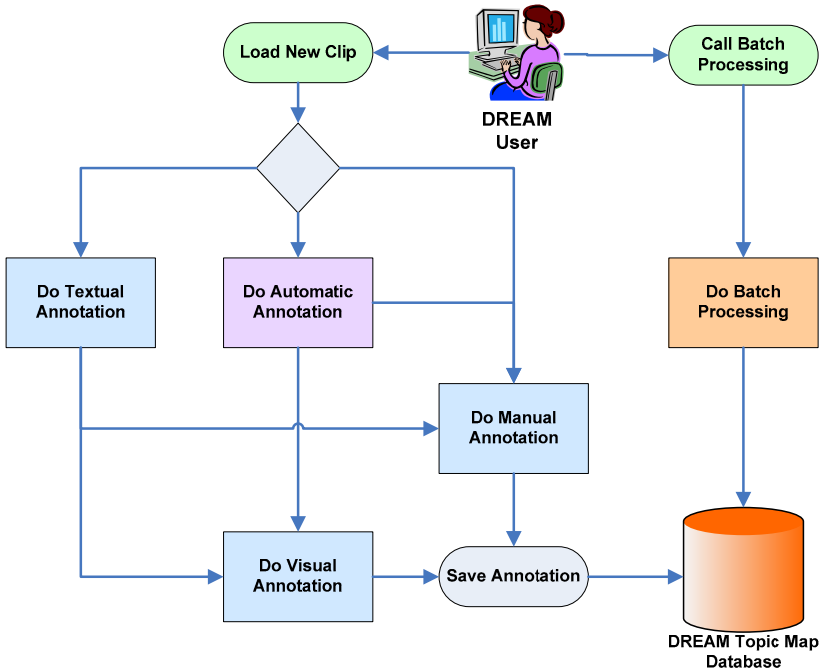 Load New Clip
Call Batch
Processing
DREAM
User
Do Textual
Annotation
Do Automatic
Annotation
Do Batch
Processing
Do Manual
Annotation
Do Visual
Annotation
Save Annotation
DREAM Topic Map
Database